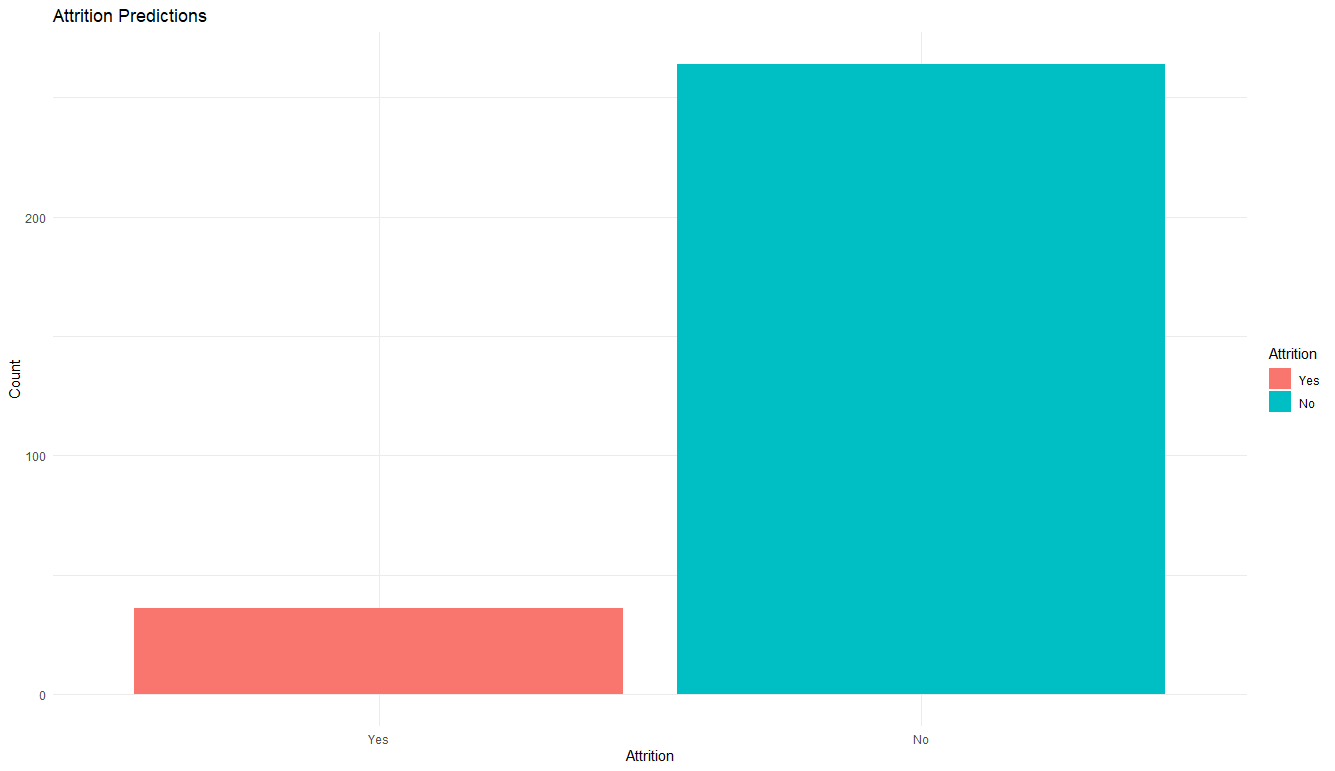 Attrition Predictions
Count
200
100
0
Yes
No
Attrition
Attrition
Yes
No